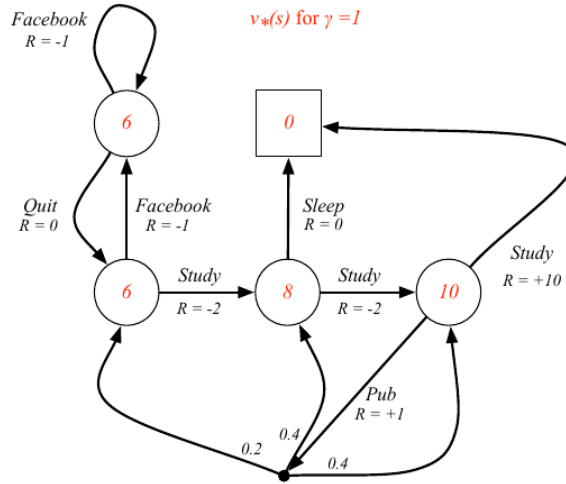 Facebook
R = -1
v*(s) for γ =1
6
0
Quit
R = 0
Facebook
R = -1
Sleep
R = 0
Study
R = +10
6
Study
R = -2
8
Study
R = -2
10
Pub
R = +1
0.2
0.4
0.4